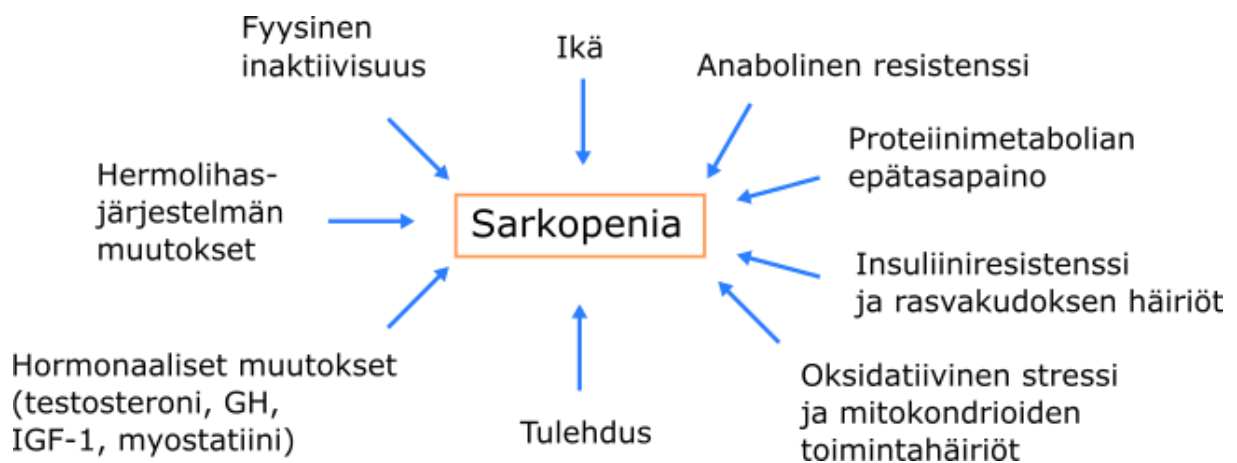 Fyysinen
inaktiivisuus
Ikä
Anabolinen resistenssi
Proteiinimetabolian
epätasapaino
Hermolihas-
järjestelmän
muutokset
Sarkopenia
Insuliiniresistenssi
ja rasvakudoksen häiriöt
Hormonaaliset muutokset
(testosteroni, GH,
IGF-1, myostatiini)
Tulehdus
Oksidatiivinen stressi
ja mitokondrioiden
toimintahäiriöt